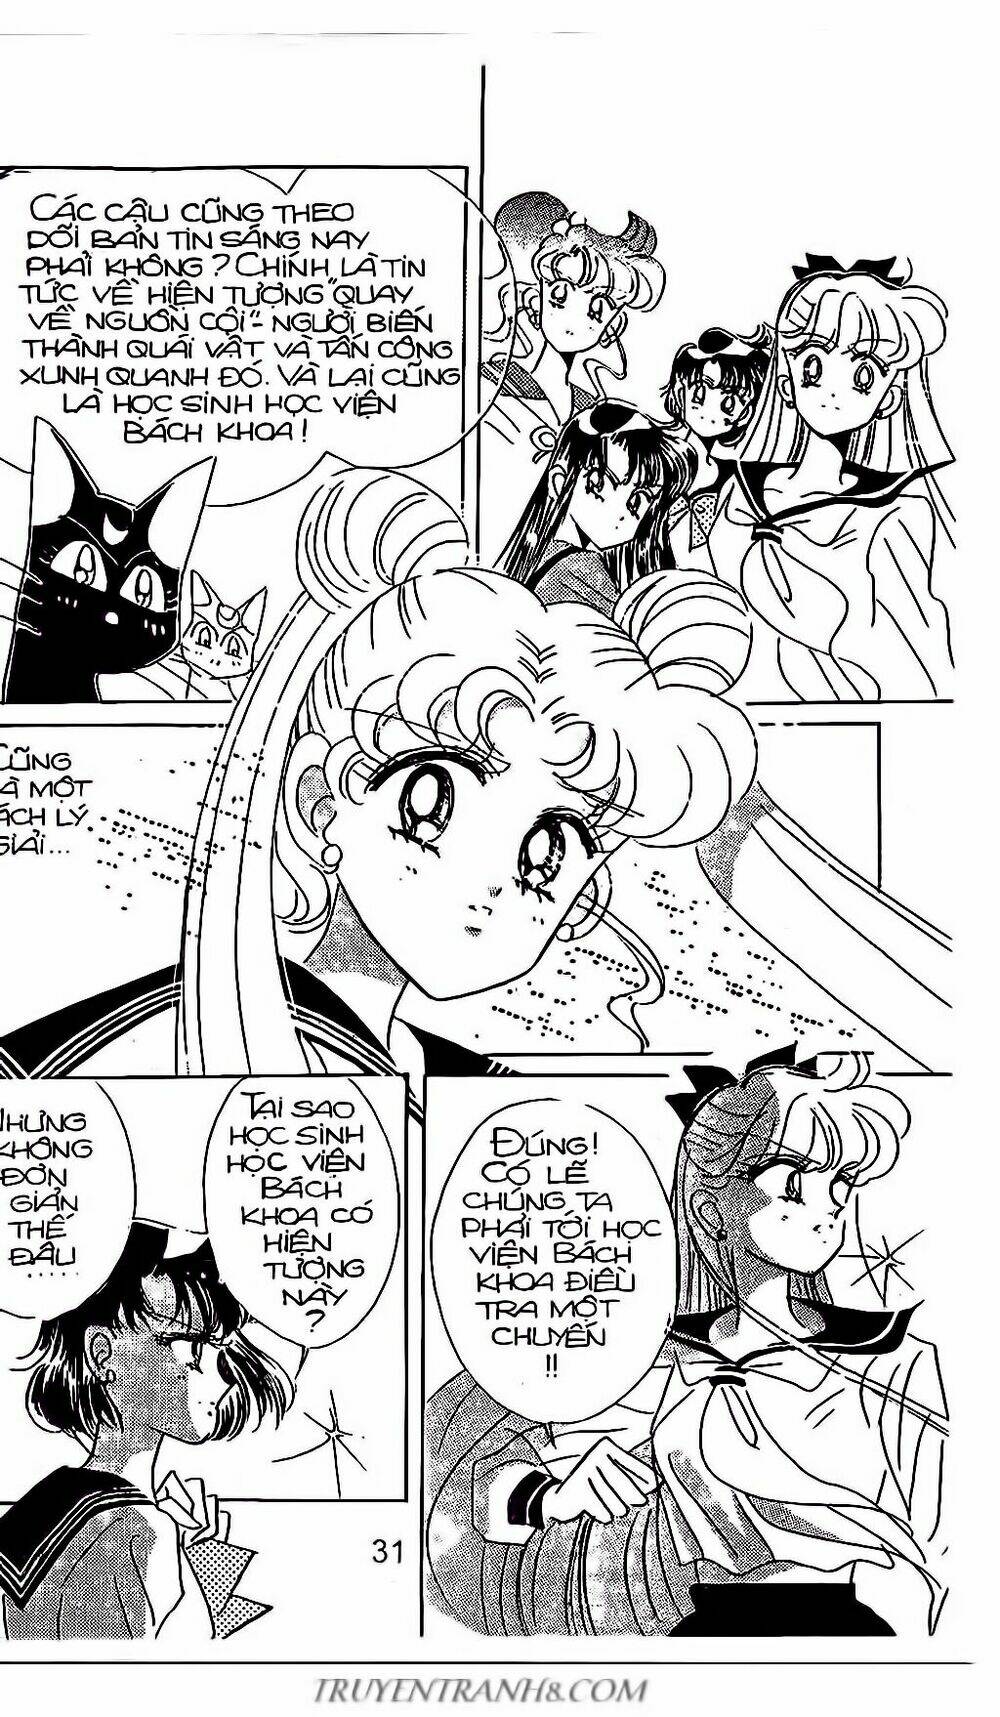 CÁC CẬU CŨNG THEO
DÕI BẢN TIN SÁNG NAY
PHẢI KHÔNG? CHÍNH LÀ TIN
TỨC VỀ HIỆN TƯỢNG "QUAY
VỀ NGUỒN CỘI" - NGƯỜI BIẾN
THÀNH QUÁI VẬT VÀ TẤN CÔNG
XUNH QUANH ĐÓ. VÀ LẠI CŨNG
LÀ HỌC SINH HỌC VIỆN
BÁCH KHOA!
CŨNG
À MỘT
ÁCH LÝ
GIẢI...
NHƯNG
KHÔNG
ĐƠN
GIẢN
THẾ
ĐÂU
.....
TẠI SAO
HỌC SINH
HỌC VIỆN
BÁCH
KHOA CÓ
HIỆN
TƯỢNG
NÀY
?
ĐÚNG!
CÓ LẼ
CHÚNG TA
PHẢI TỚI HỌC
VIỆN BÁCH
KHOA ĐIỀU
TRA MỘT
CHUYẾN
!!
31
TRUYENTRANH8.COM